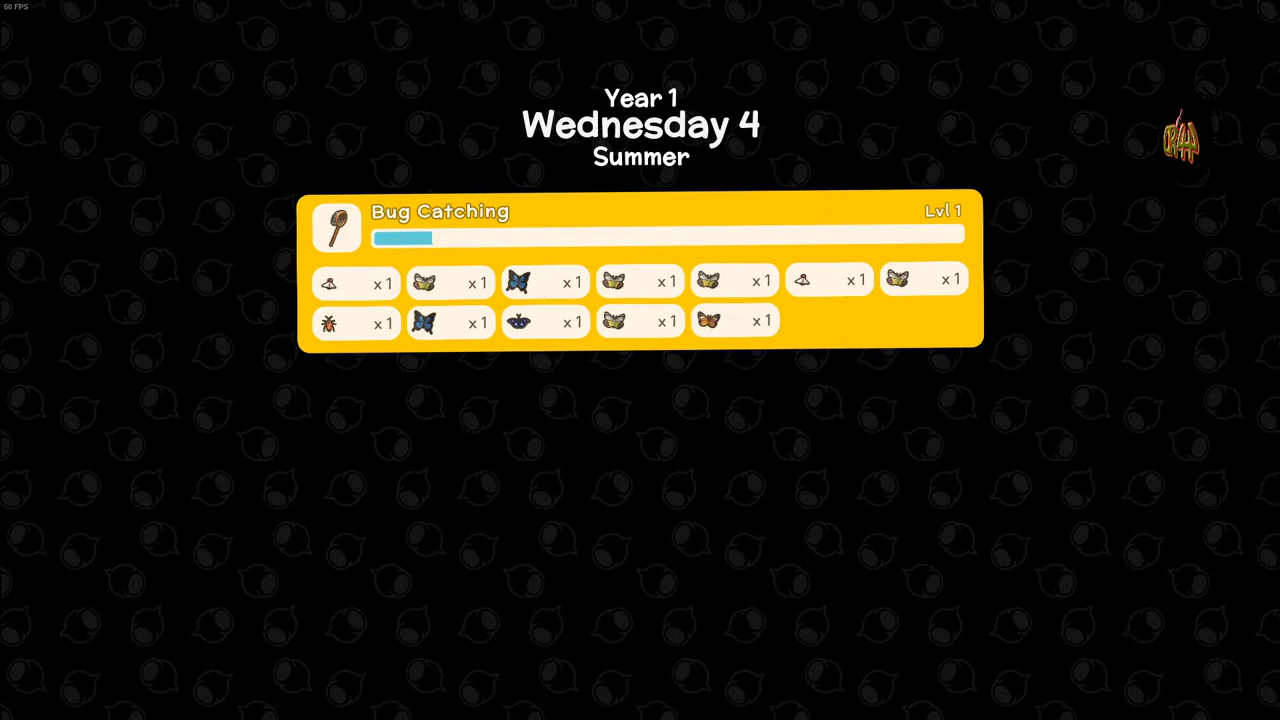 60 FPS
Year 1
Wednesday 4
Summer
Bug Catching Lvl 1
x 1 x 1 x 1 x 1 x 1 x 1 x 1
x 1 x 1 x 1 x 1 x 1